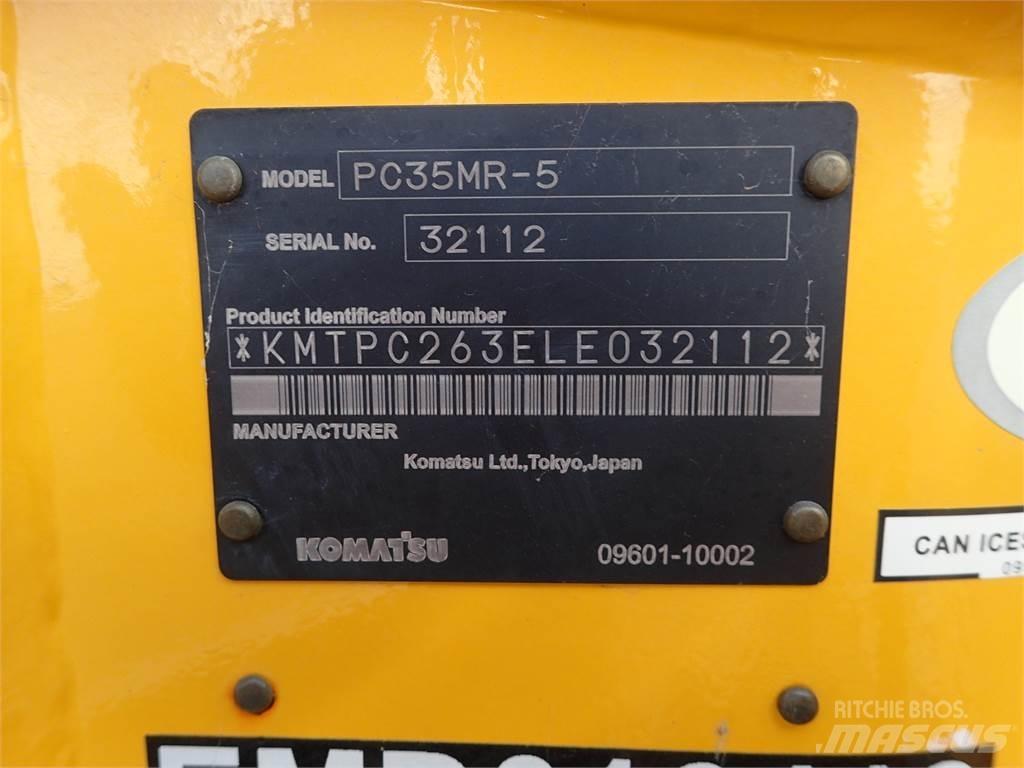 MODEL PC35MR-5
SERIAL No. 32112
Product Identification Number
*KMTPC263ELE032112*
MANUFACTURER
Komatsu Ltd.,Tokyo,Japan
KOMATSU 09601-10002
CAN ICES
09
RITCHIE BROS.
MASCUS